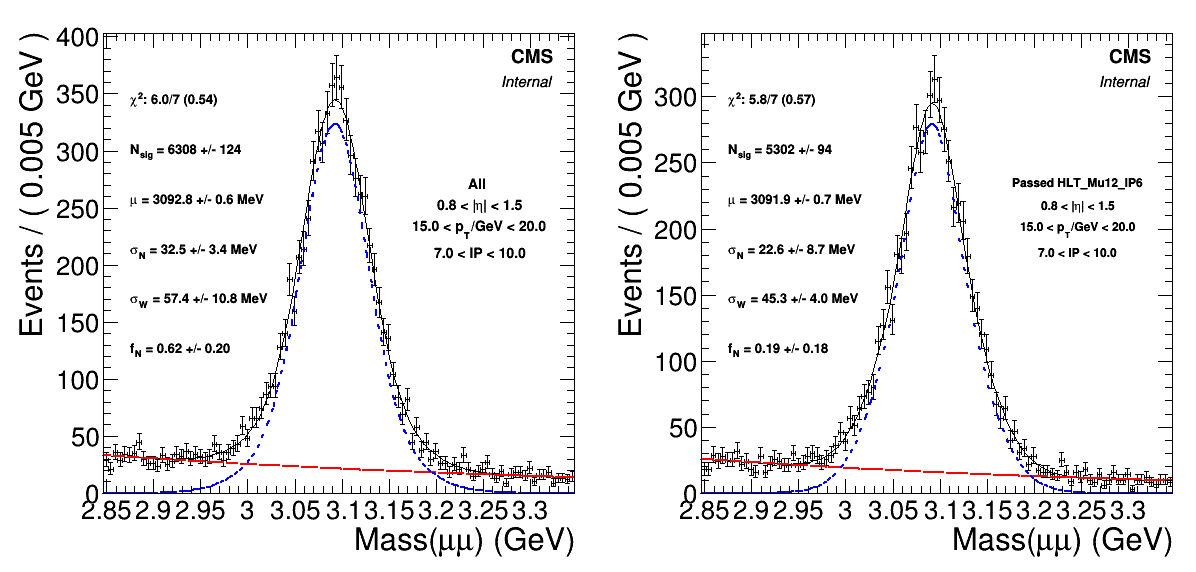 Events / ( 0.005 GeV )
400
350
300
250
200
150
100
50
0
CMS
Internal
χ²: 6.0/7 (0.54)
N_sig = 6308 +/- 124
μ = 3092.8 +/- 0.6 MeV
σ_N = 32.5 +/- 3.4 MeV
σ_W = 57.4 +/- 10.8 MeV
f_N = 0.62 +/- 0.20
All
0.8 < |η| < 1.5
15.0 < p_T/GeV < 20.0
7.0 < IP < 10.0
2.85 2.9 2.95 3 3.05 3.1 3.15 3.2 3.25 3.3
Mass(μμ) (GeV)
Events / ( 0.005 GeV )
300
250
200
150
100
50
0
CMS
Internal
χ²: 5.8/7 (0.57)
N_sig = 5302 +/- 94
μ = 3091.9 +/- 0.7 MeV
σ_N = 22.6 +/- 8.7 MeV
σ_W = 45.3 +/- 4.0 MeV
f_N = 0.19 +/- 0.18
Passed HLT_Mu12_IP6
0.8 < |η| < 1.5
15.0 < p_T/GeV < 20.0
7.0 < IP < 10.0
2.85 2.9 2.95 3 3.05 3.1 3.15 3.2 3.25 3.3
Mass(μμ) (GeV)